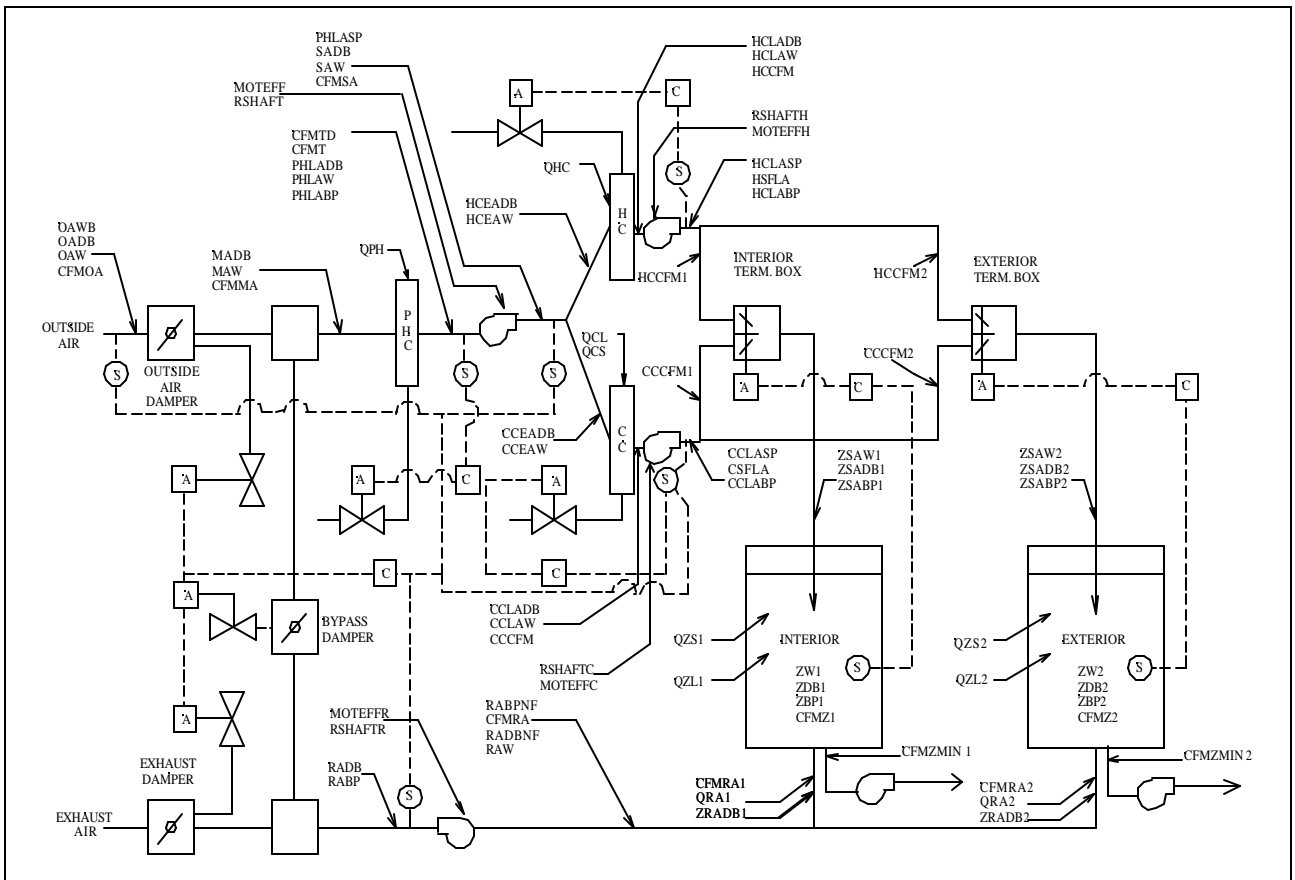 PHLASP
SADB
SAW
CFMSA
MOTEFF
RSHAFT
CFMTD
CFMT
PHLADB
PHLAW
PHLABP
HCLADB
HCLAW
HCCFM
A
C
RSHAFTH
MOTEFFH
S
HCLASP
HSFLA
HCLABP
QHC
H
C
HCEADB
HCEAW
OAWB
OADB
OAW
CFMOA
MADB
MAW
CFMMA
QPH
HCCFM1
INTERIOR
TERM. BOX
HCCFM2
EXTERIOR
TERM. BOX
OUTSIDE
AIR
P
H
C
QCL
QCS
S
OUTSIDE
AIR
DAMPER
S
S
CCCFM1
CCCFM2
A
C
A
C
C
C
CCEADB
CCEAW
CCLASP
CSFLA
CCLABP
ZSAW1
ZSADB1
ZSABP1
ZSAW2
ZSADB2
ZSABP2
A
A
C
A
S
C
C
A
BYPASS
DAMPER
CCLADB
CCLAW
CCCFM
RSHAFTC
MOTEFFC
QZS1
QZL1
INTERIOR
ZW1
ZDB1
ZBP1
CFMZ1
S
QZS2
QZL2
EXTERIOR
ZW2
ZDB2
ZBP2
CFMZ2
S
A
MOTEFFR
RSHAFTR
RABPNF
CFMRA
RADBNF
RAW
EXHAUST
DAMPER
RADB
RABP
S
CFMZMIN 1
CFMZMIN 2
CFMRA1
QRA1
ZRADB1
CFMRA2
QRA2
ZRADB2
EXHAUST
AIR